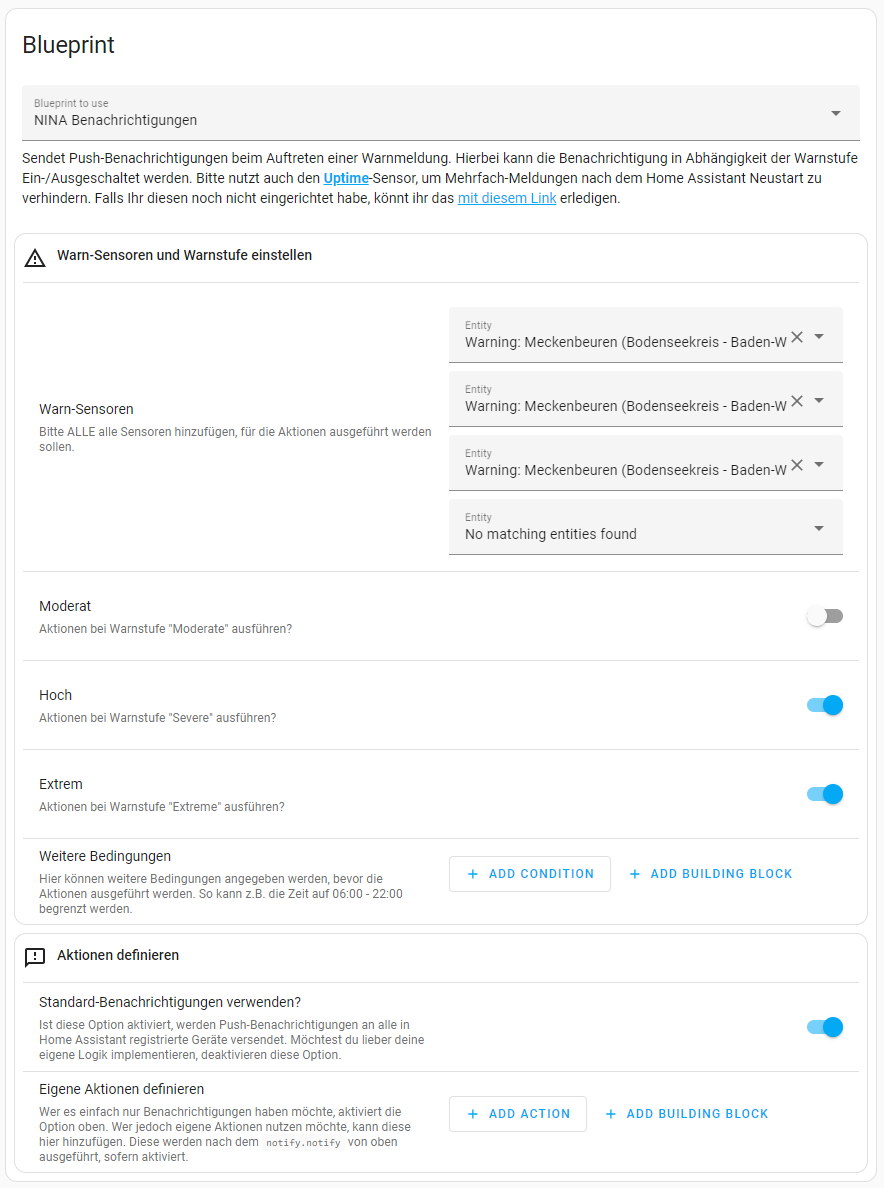 Blueprint
Blueprint to use
NINA Benachrichtigungen
Sendet Push-Benachrichtigungen beim Auftreten einer Warnmeldung. Hierbei kann die Benachrichtigung in Abhängigkeit der Warnstufe
Ein-/Ausgeschaltet werden. Bitte nutzt auch den Uptime-Sensor, um Mehrfach-Meldungen nach dem Home Assistant Neustart zu
verhindern. Falls Ihr diesen noch nicht eingerichtet habe, könnt ihr das mit diesem Link erledigen.
Warn-Sensoren und Warnstufe einstellen
Warn-Sensoren
Bitte ALLE alle Sensoren hinzufügen, für die Aktionen ausgeführt werden
sollen.
Entity
Warning: Meckenbeuren (Bodenseekreis - Baden-W
Entity
Warning: Meckenbeuren (Bodenseekreis - Baden-W
Entity
Warning: Meckenbeuren (Bodenseekreis - Baden-W
Entity
No matching entities found
Moderat
Aktionen bei Warnstufe "Moderate" ausführen?
Hoch
Aktionen bei Warnstufe "Severe" ausführen?
Extrem
Aktionen bei Warnstufe "Extreme" ausführen?
Weitere Bedingungen
Hier können weitere Bedingungen angegeben werden, bevor die
Aktionen ausgeführt werden. So kann z.B. die Zeit auf 06:00 - 22:00
begrenzt werden.
+ ADD CONDITION
+ ADD BUILDING BLOCK
Aktionen definieren
Standard-Benachrichtigungen verwenden?
Ist diese Option aktiviert, werden Push-Benachrichtigungen an alle in
Home Assistant registrierte Geräte versendet. Möchtest du lieber deine
eigene Logik implementieren, deaktivieren diese Option.
Eigene Aktionen definieren
Wer es einfach nur Benachrichtigungen haben möchte, aktiviert die
Option oben. Wer jedoch eigene Aktionen nutzen möchte, kann diese
hier hinzufügen. Diese werden nach dem notify.notify von oben
ausgeführt, sofern aktiviert.
+ ADD ACTION
+ ADD BUILDING BLOCK